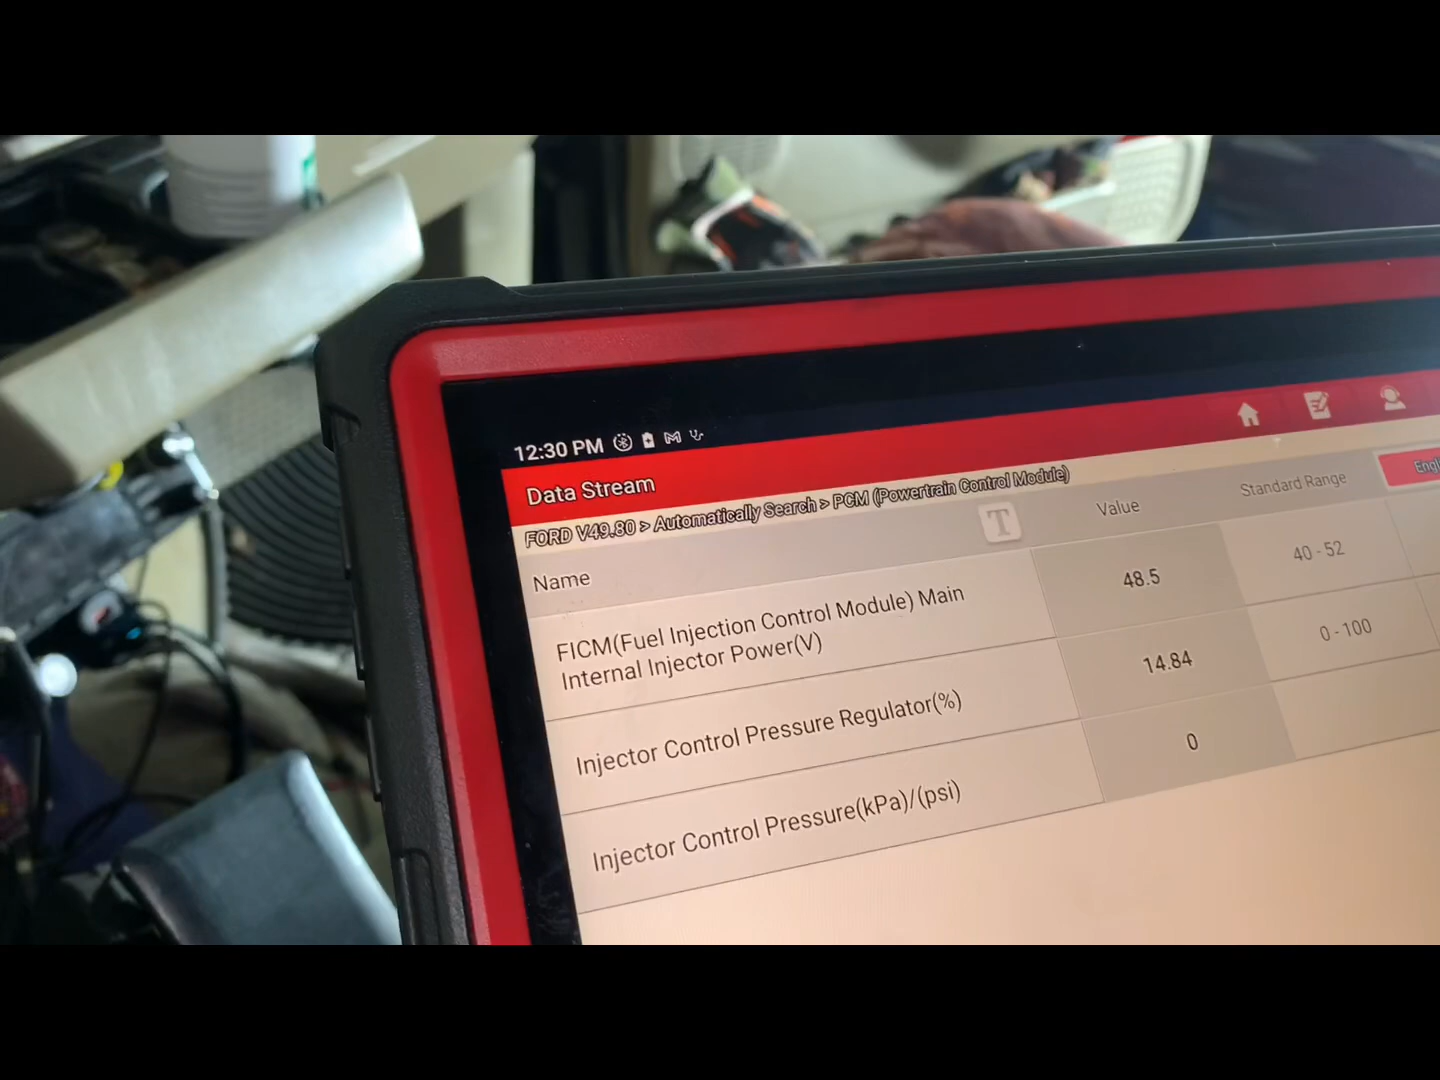 12:30 PM
Data Stream
FORD V49.80 > Automatically Search > PCM (Powertrain Control Module)
Name
T
Value
Standard Range
FICM(Fuel Injection Control Module) Main
Internal Injector Power(V)
48.5
40 - 52
Injector Control Pressure Regulator(%)
14.84
0 - 100
Injector Control Pressure(kPa)/(psi)
0